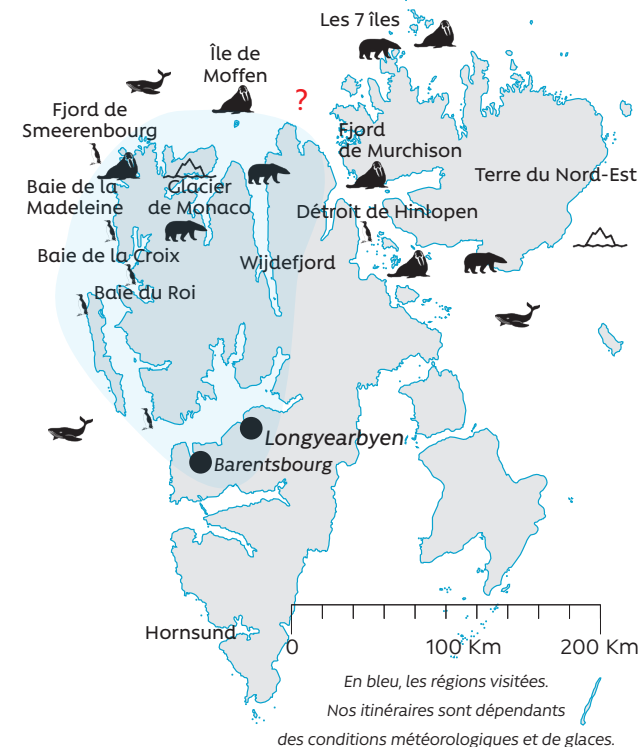 Les 7 îles
Île de
Moffen
?
Fjord de
Smeerenbourg
Fjord
de Murchison
Terre du Nord-Est
Baie de la
Madeleine
Glacier
de Monaco
Détroit de Hinlopen
Baie de la Croix
Wijdefjord
Baie du Roi
Longyearbyen
Barentsbourg
Hornsund
0
100 Km
200 Km
En bleu, les régions visitées.
Nos itinéraires sont dépendants
des conditions météorologiques et de glaces.